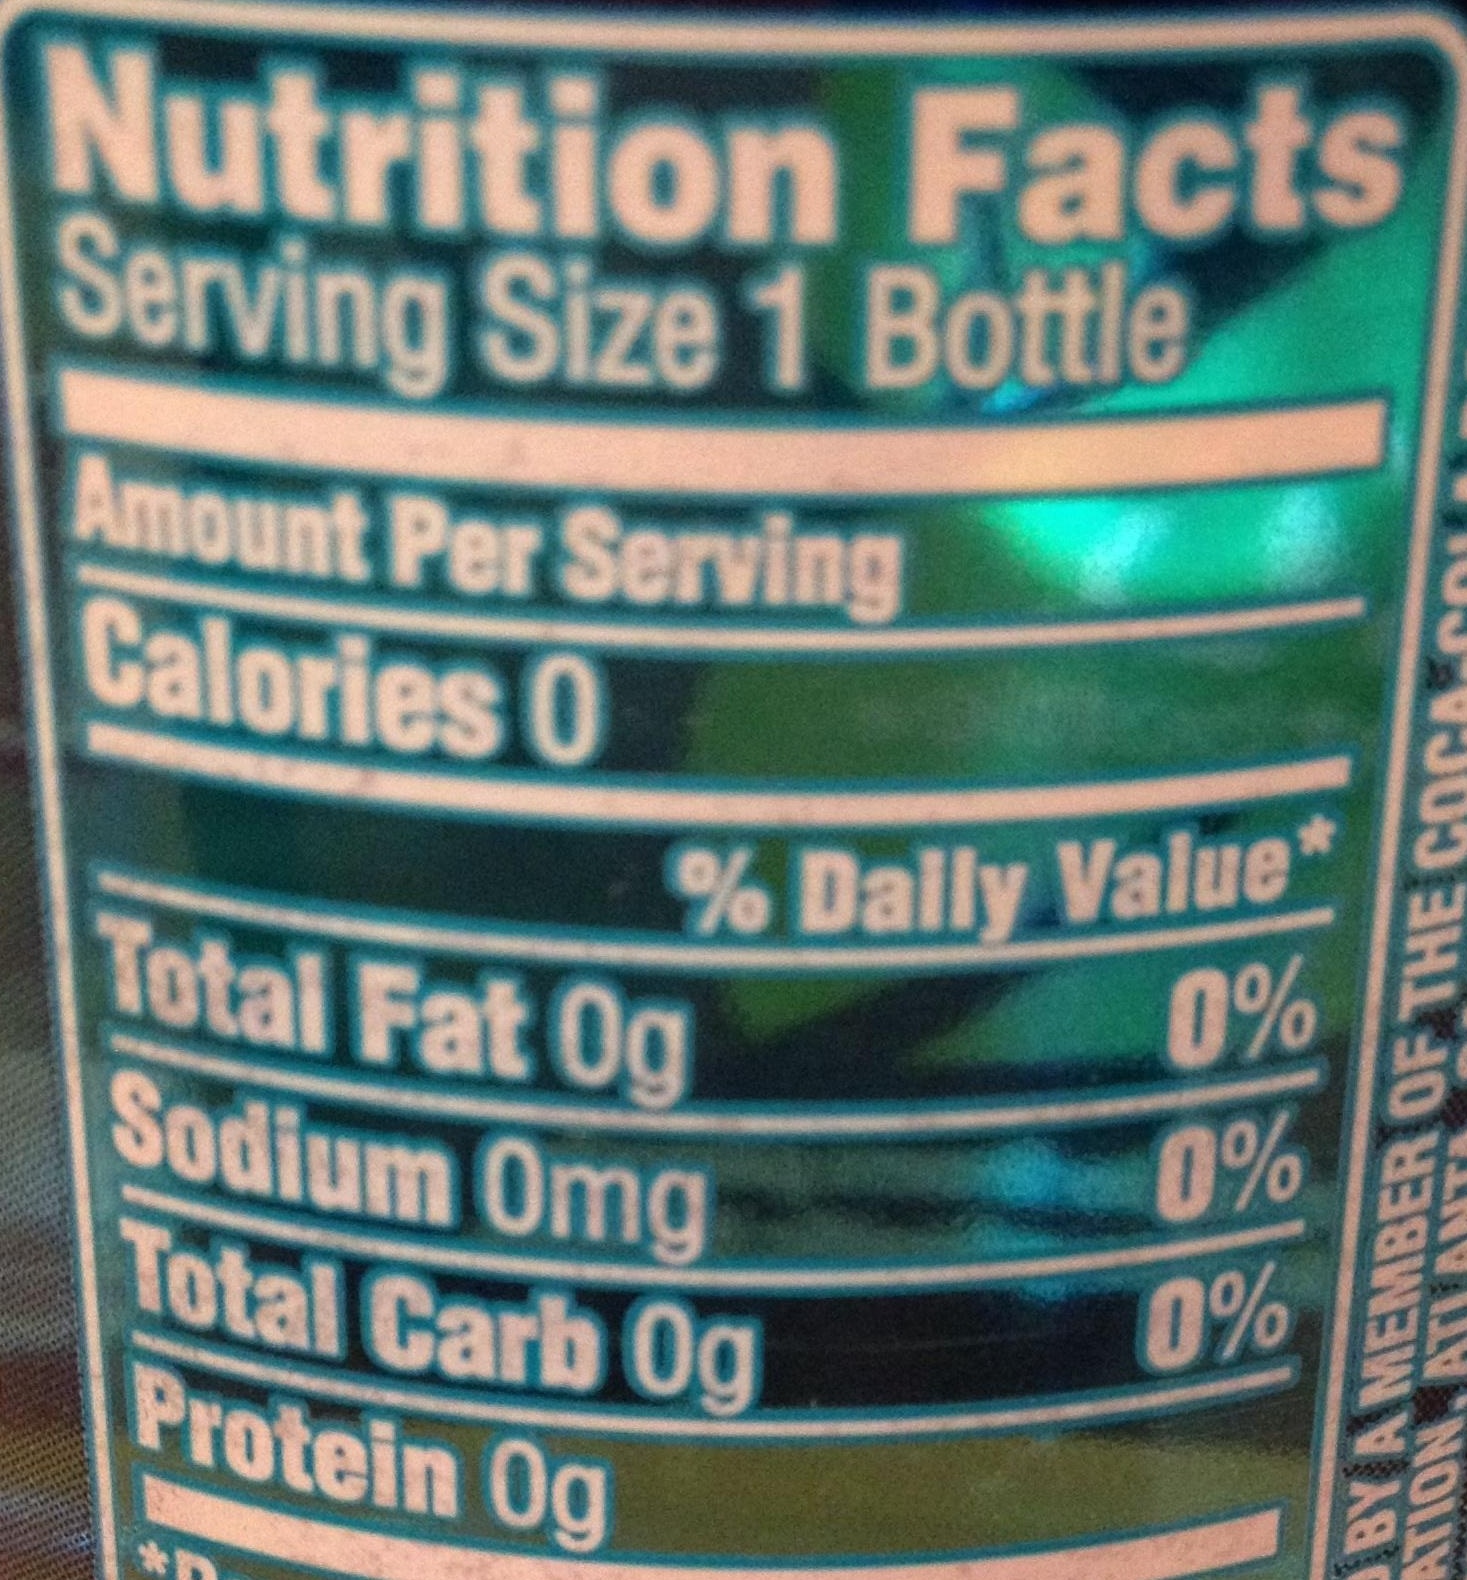 Nutrition Facts
Serving Size 1 Bottle
Amount Per Serving
Calories 0
% Daily Value*
Total Fat 0g 0%
Sodium 0mg 0%
Total Carb 0g 0%
Protein 0g
BY A MEMBER OF THE COCA-COLA